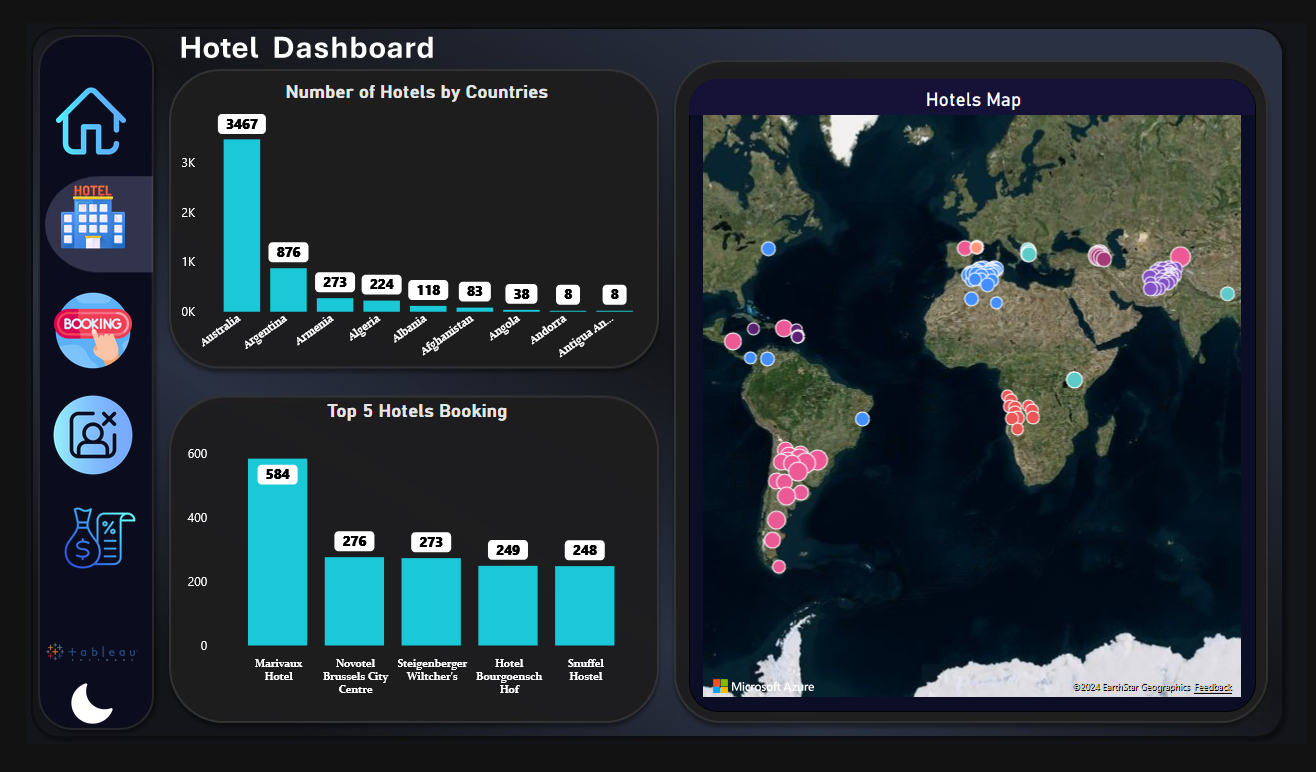 Hotel Dashboard
Number of Hotels by Countries
3467
876
273
224
118
83
38
8
8
3K
2K
1K
0K
Australia
Argentina
Armenia
Algeria
Albania
Afghanistan
Angola
Andorra
Antigua An...
Top 5 Hotels Booking
600
400
200
0
584
276
273
249
248
Marivaux
Hotel
Novotel
Brussels City
Centre
Steigenberger
Wiltcher's
Hotel
Bourgoensch
Hof
Snuffel
Hostel
Hotels Map
Microsoft Azure
©2024 EarthStar Geographics Feedback
HOTEL
BOOKING
%
$
+ableau